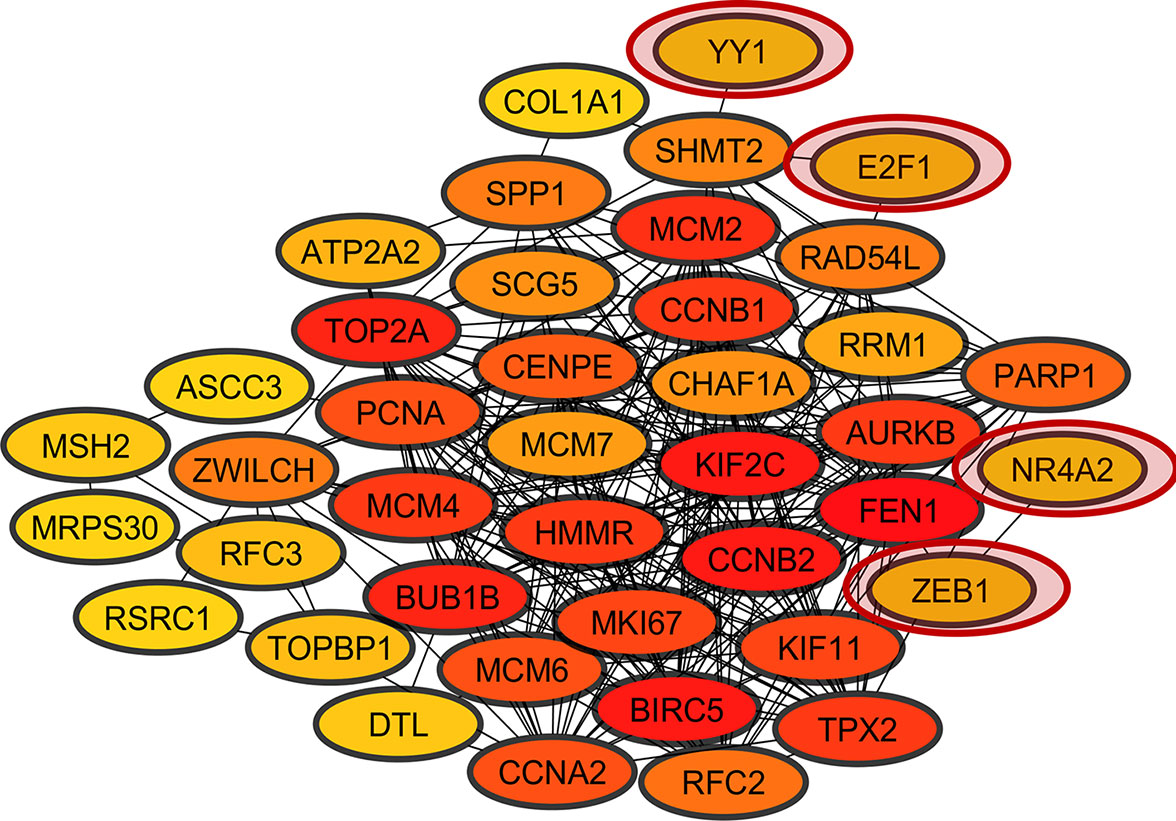 YY1
COL1A1
SHMT2
E2F1
SPP1
MCM2
ATP2A2
RAD54L
SCG5
CCNB1
TOP2A
RRM1
CENPE
PARP1
ASCC3
CHAF1A
PCNA
AURKB
MSH2
MCM7
ZWILCH
KIF2C
NR4A2
MCM4
FEN1
MRPS30
HMMR
RFC3
CCNB2
ZEB1
BUB1B
RSRC1
MKI67
TOPBP1
KIF11
MCM6
BIRC5
DTL
TPX2
CCNA2
RFC2